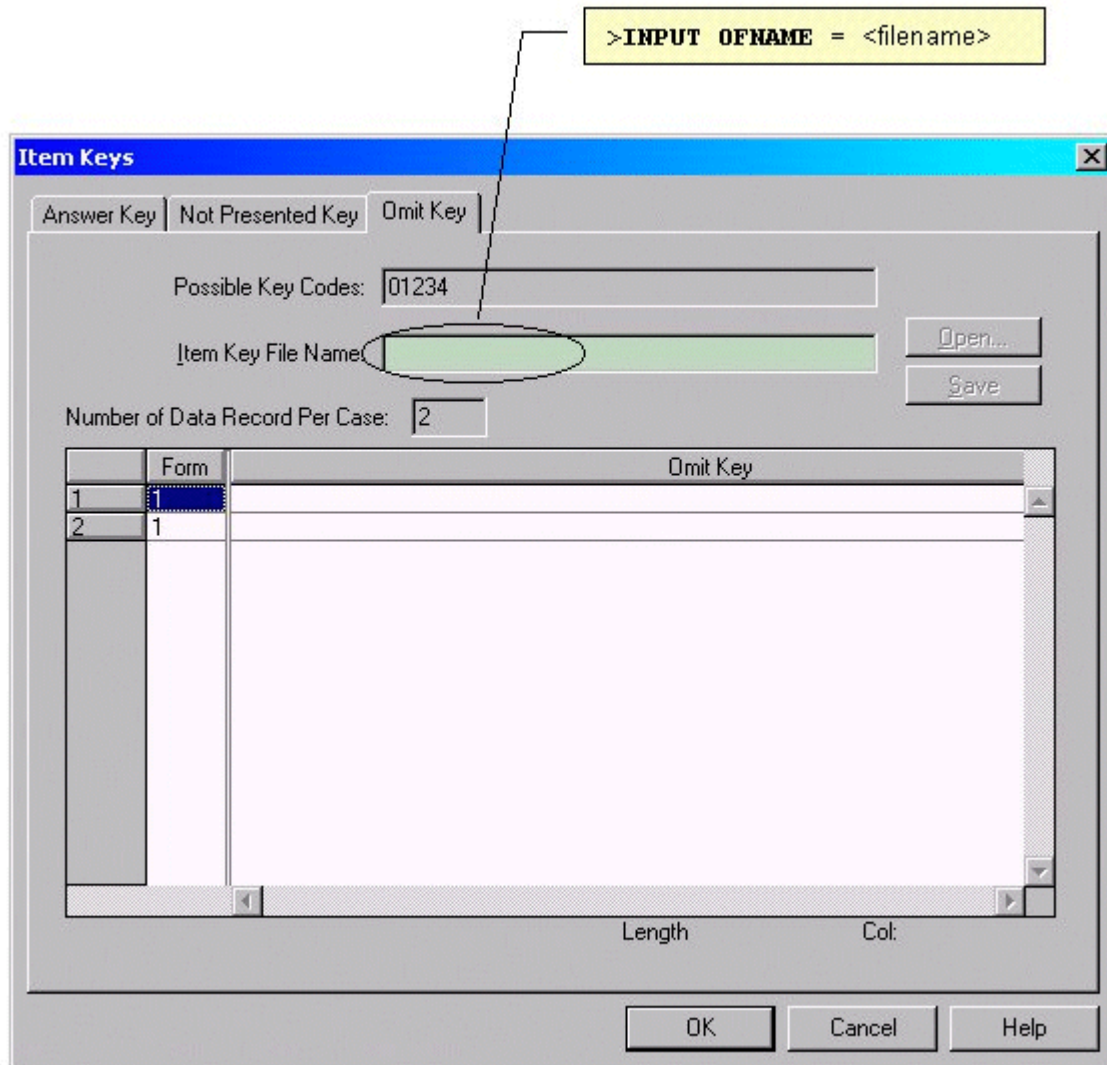 >INPUT OFNAME = <filename>
Item Keys
Answer Key Not Presented Key Omit Key
Possible Key Codes: 01234
Item Key File Name: Open...
Save
Number of Data Record Per Case: 2
Form Omit Key
1 1
2 1
Length Col:
OK Cancel Help